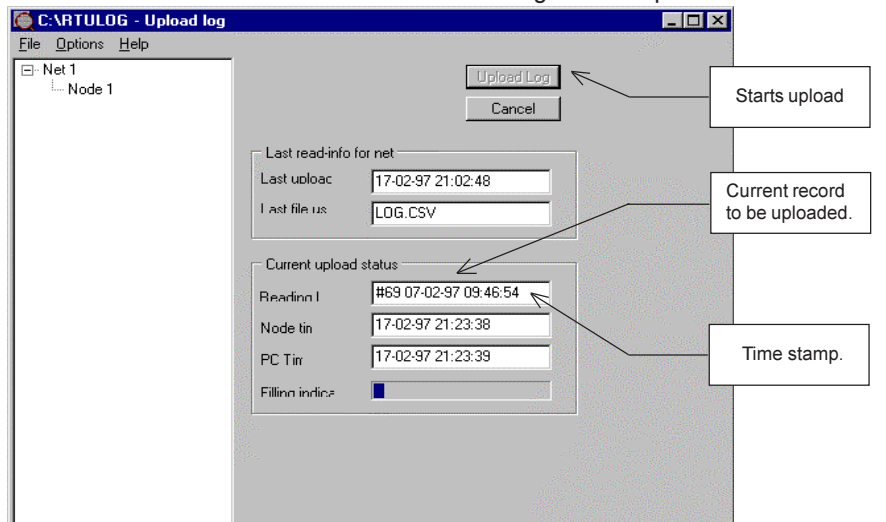 C:\RTULOG - Upload log
File Options Help
Net 1
Node 1
Upload Log
Cancel
Starts upload
Last read-info for net
Last uploac 17-02-97 21:02:48
Last file us LOG.CSV
Current record
to be uploaded.
Current upload status
Reading l #69 07-02-97 09:46:54
Node tin 17-02-97 21:23:38
PC Tim 17-02-97 21:23:39
Filling indica
Time stamp.